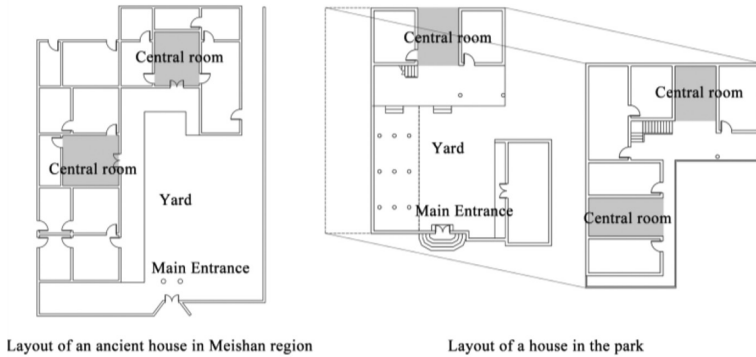 Central room
Central room
Yard
Main Entrance
Layout of an ancient house in Meishan region
Central room
Yard
Main Entrance
Central room
Central room
Layout of a house in the park